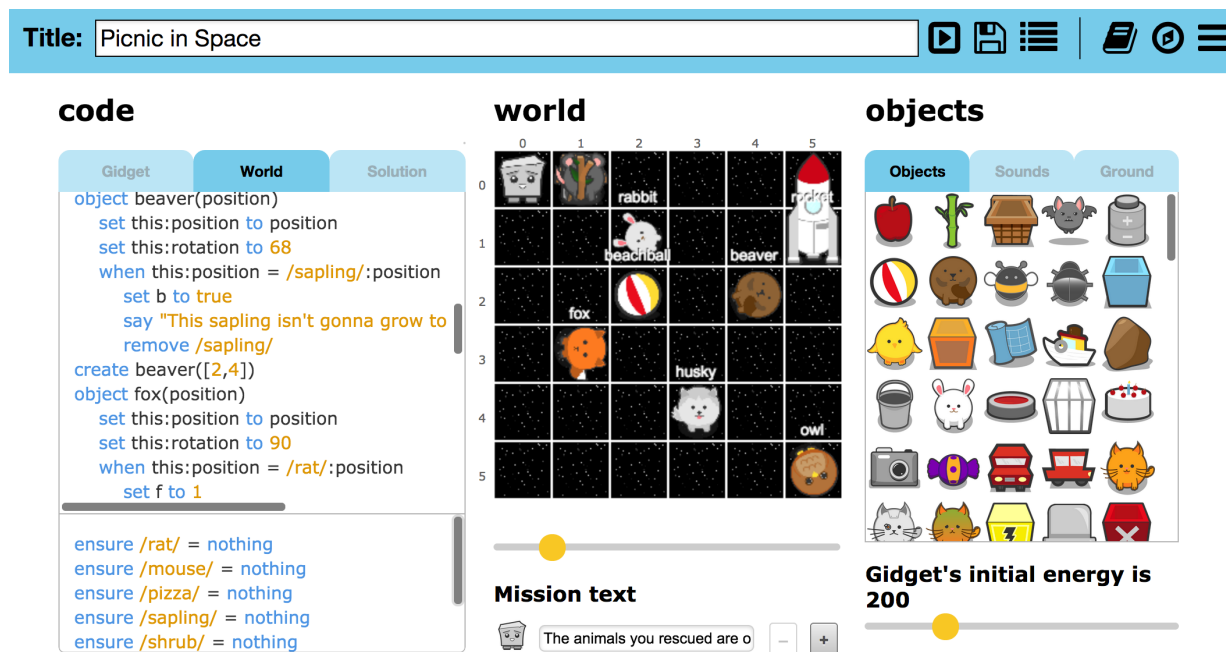 Title: Picnic in Space
code
world
objects
Gidget World Solution
Objects Sounds Ground
object beaver(position)
set this:position to position
set this:rotation to 68
when this:position = /sapling/:position
set b to true
say "This sapling isn't gonna grow to
remove /sapling/
create beaver([2,4])
object fox(position)
set this:position to position
set this:rotation to 90
when this:position = /rat/:position
set f to 1
ensure /rat/ = nothing
ensure /mouse/ = nothing
ensure /pizza/ = nothing
ensure /sapling/ = nothing
ensure /shrub/ = nothing
0 1 2 3 4 5
0
rabbit
rocket
1
beachball
beaver
2
fox
3
husky
4
owl
5
Mission text
The animals you rescued are o
− +
+
−
Gidget's initial energy is
200